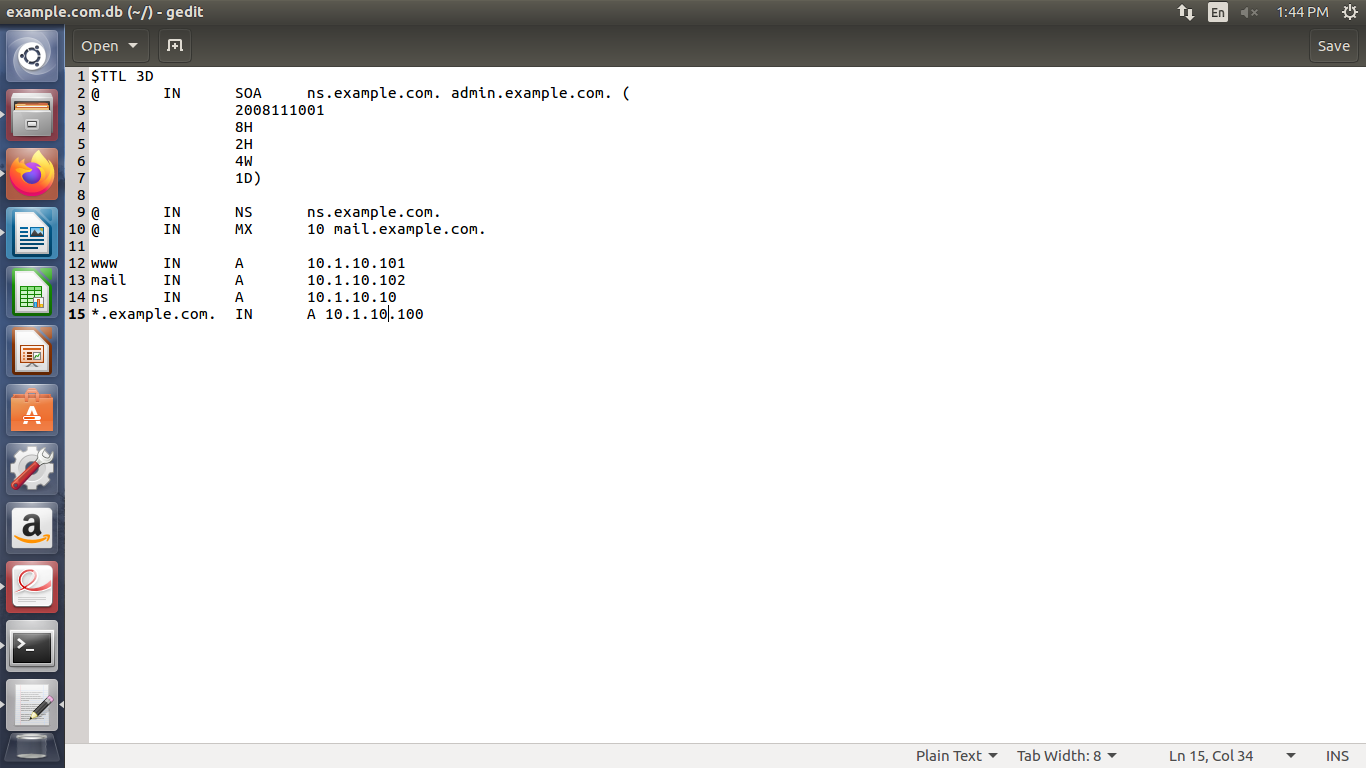 example.com.db (~/) - gedit
En
1:44 PM
Open
Save
1 $TTL 3D
2 @ IN SOA ns.example.com. admin.example.com. (
3 2008111001
4 8H
5 2H
6 4W
7 1D)
8
9 @ IN NS ns.example.com.
10 @ IN MX 10 mail.example.com.
11
12 www IN A 10.1.10.101
13 mail IN A 10.1.10.102
14 ns IN A 10.1.10.10
15 *.example.com. IN A 10.1.10.100
Plain Text Tab Width: 8 Ln 15, Col 34 INS